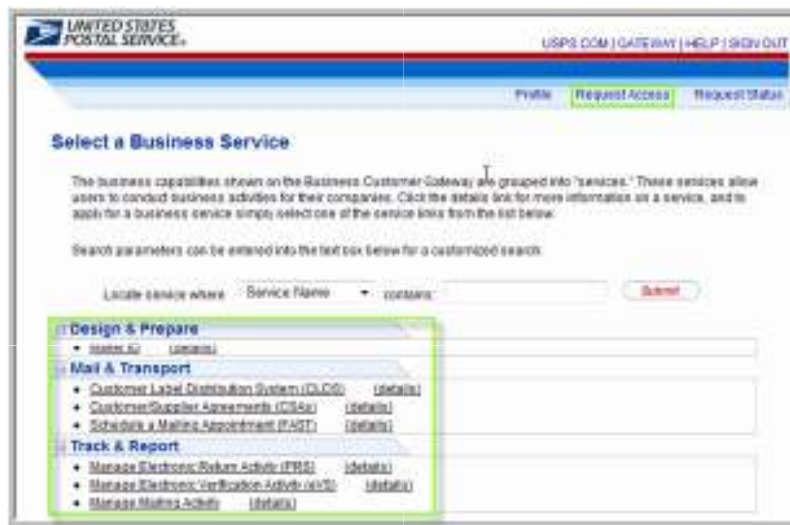 UNITED STATES
POSTAL SERVICE®
USPS.COM | GATEWAY | HELP | SIGN OUT
Profile Request Access Request Status
Select a Business Service
The business capabilities shown on the Business Customer Gateway are grouped into "services." These services allow
users to conduct business activities for their companies. Click the details link for more information on a service, and to
apply for a business service simply select one of the service links from the list below.
Search parameters can be entered into the text box below for a customized search:
Locate service where: Service Name contains: Submit
Design & Prepare
• Mailer ID (details)
Mail & Transport
• Customer Label Distribution System (CLDS) (details)
• Customer/Supplier Agreements (CSAs) (details)
• Schedule a Mailing Appointment (FAST) (details)
Track & Report
• Manage Electronic Return Activity (PRS) (details)
• Manage Electronic Verification Activity (eVS) (details)
• Manage Mailing Activity (details)